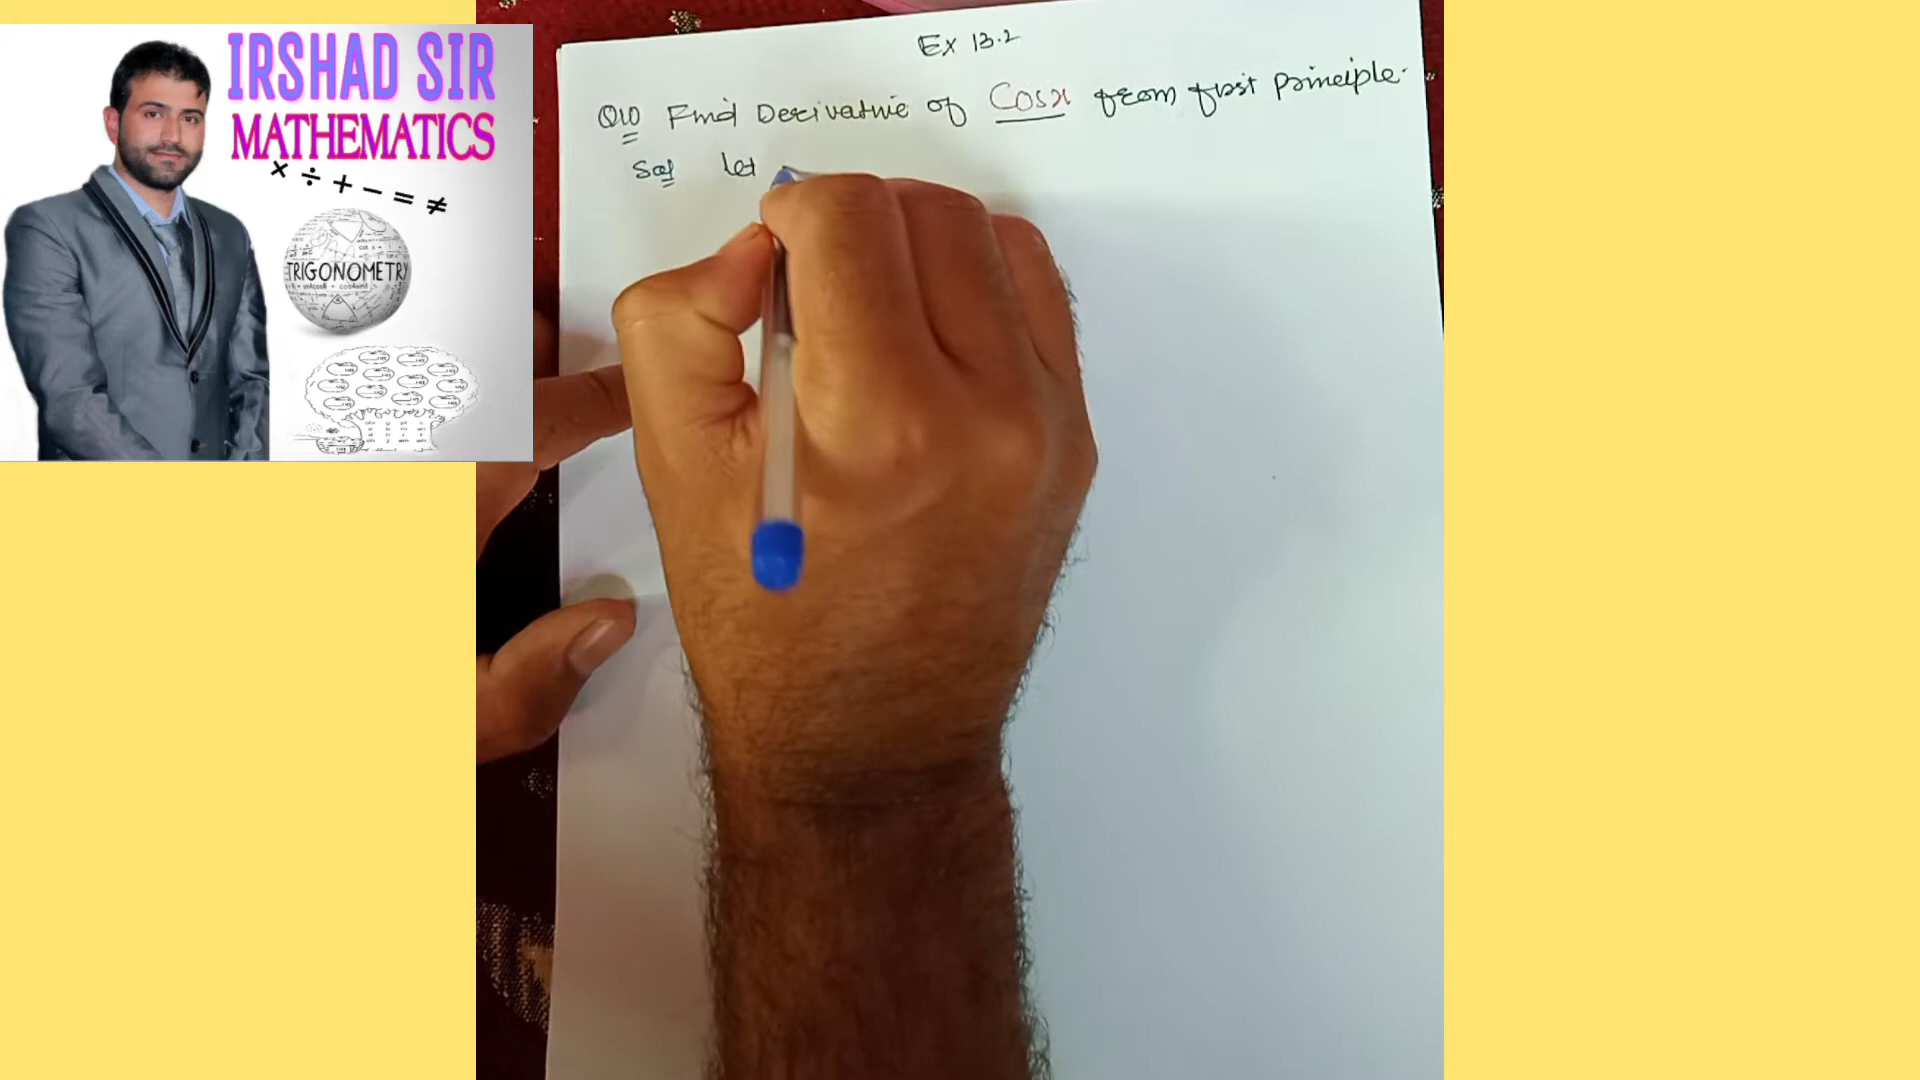 IRSHAD SIR
MATHEMATICS
× ÷ + − = ≠
TRIGONOMETRY
Ex 13.2
Q10 Find Derivative of Cosx from first Principle.
Sol let